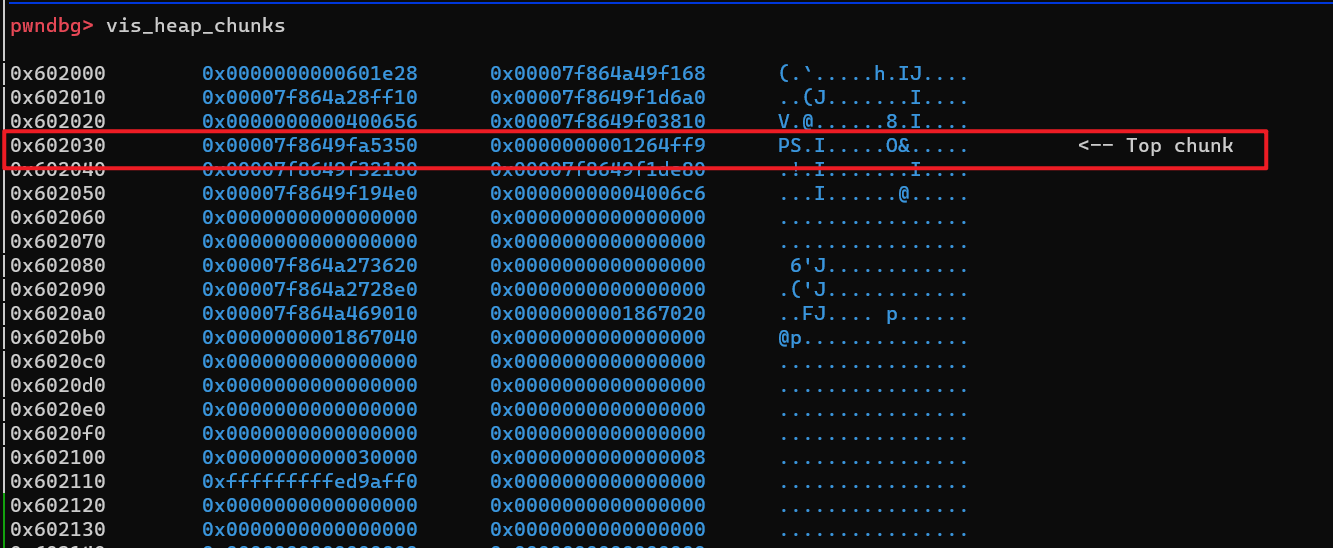 pwndbg> vis_heap_chunks
0x602000 0x0000000000601e28 0x00007f864a49f168 (.`.....h.IJ....
0x602010 0x00007f864a28ff10 0x00007f8649f1d6a0 ..(J.......I....
0x602020 0x0000000000400656 0x00007f8649f03810 V.@......8.I....
0x602030 0x00007f8649fa5350 0x0000000001264ff9 PS.I.....O&..... <-- Top chunk
0x602040 0x00007f8649f32180 0x00007f8649f1de80 .!.I.......I....
0x602050 0x00007f8649f194e0 0x00000000004006c6 ...I......@.....
0x602060 0x0000000000000000 0x0000000000000000 ................
0x602070 0x0000000000000000 0x0000000000000000 ................
0x602080 0x00007f864a273620 0x0000000000000000  6'J............
0x602090 0x00007f864a2728e0 0x0000000000000000 .('J............
0x6020a0 0x00007f864a469010 0x0000000001867020 ..FJ.... p......
0x6020b0 0x0000000001867040 0x0000000000000000 @p..............
0x6020c0 0x0000000000000000 0x0000000000000000 ................
0x6020d0 0x0000000000000000 0x0000000000000000 ................
0x6020e0 0x0000000000000000 0x0000000000000000 ................
0x6020f0 0x0000000000000000 0x0000000000000000 ................
0x602100 0x0000000000030000 0x0000000000000008 ................
0x602110 0xfffffffffed9aff0 0x0000000000000000 ................
0x602120 0x0000000000000000 0x0000000000000000 ................
0x602130 0x0000000000000000 0x0000000000000000 ................